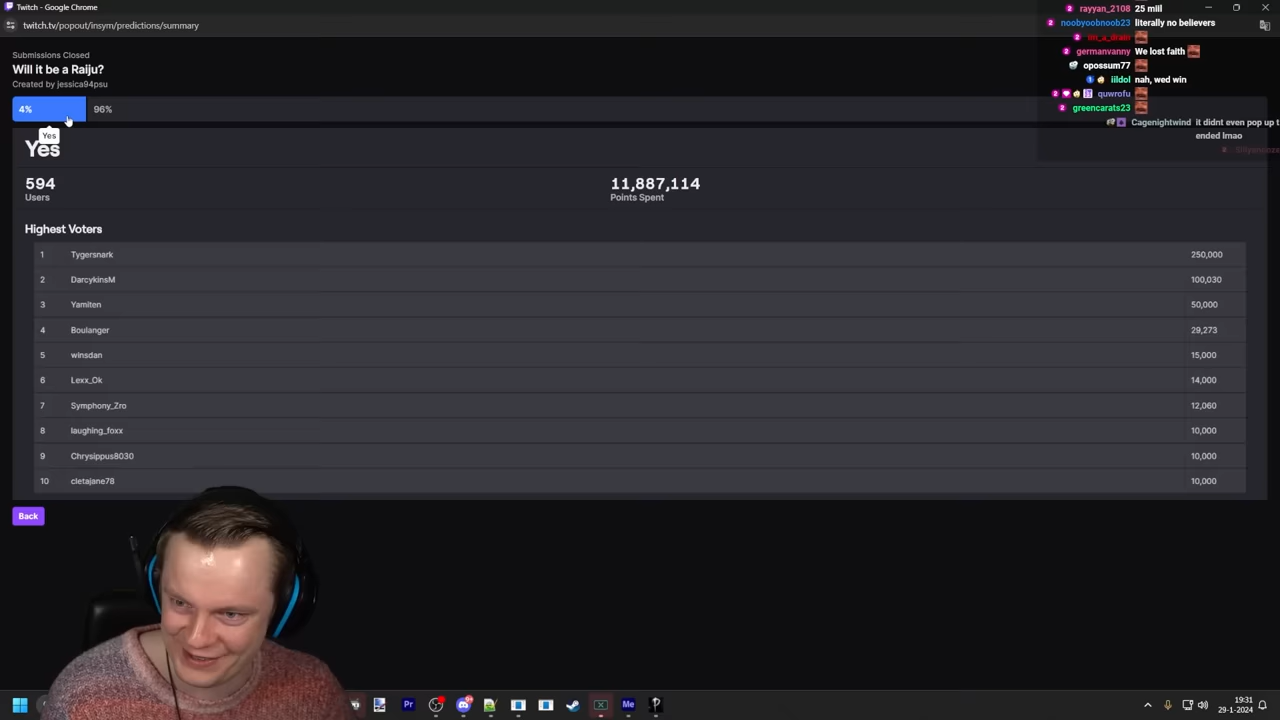 Twitch - Google Chrome
twitch.tv/popout/insym/predictions/summary
Submissions Closed
Will it be a Raiju?
Created by jessica94psu
4%
96%
Yes
Yes
594
Users
11,887,114
Points Spent
Highest Voters
1 Tygersnark 250,000
2 DarcykinsM 100,030
3 Yamiten 50,000
4 Boulanger 29,273
5 winsdan 15,000
6 Lexx_Ok 14,000
7 Symphony_Zro 12,060
8 laughing_foxx 10,000
9 Chrysippus8030 10,000
10 cletajane78 10,000
Back
rayyan_2108 25 mlil
noobyoobnoob23 literally no believers
germanvanny We lost faith
opossum77
iildol nah, wed win
quwrofu
greencarats23
Cagenightwind it didnt even pop up t
ended lmao
Pr
Me
19:31
29-1-2024